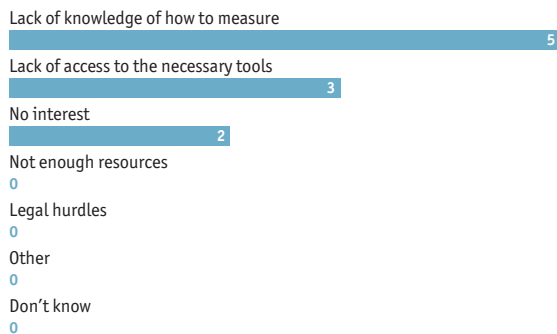 Lack of knowledge of how to measure
5
Lack of access to the necessary tools
3
No interest
2
Not enough resources
0
Legal hurdles
0
Other
0
Don’t know
0